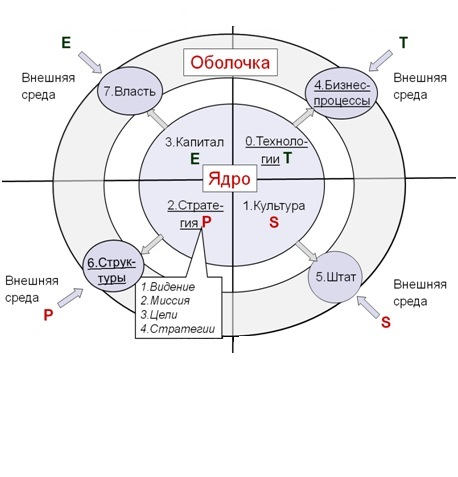 E
T
Оболочка
Внешняя
среда
7.Власть
4.Бизнес-
процессы
Внешняя
среда
3.Капитал
E
0.Техноло-
гии T
Ядро
2.Страте-
гия P
1.Культура
S
6.Струк-
туры
5.Штат
Внешняя
среда
P
1.Видение
2.Миссия
3.Цели
4.Стратегии
Внешняя
среда
S